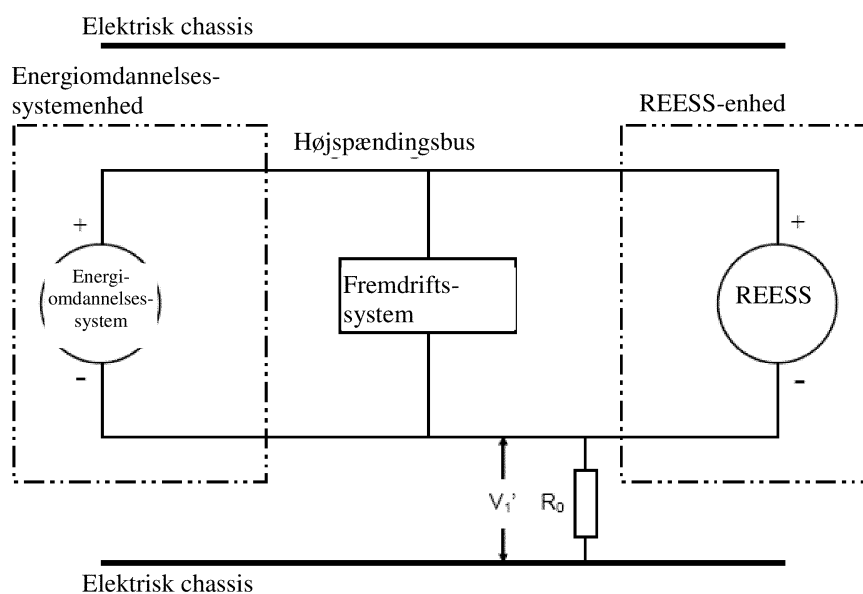 Elektrisk chassis
Energiomdannelses-
systemenhed
REESS-enhed
Højspændingsbus
+
+
Energi-
omdannelses-
system
Fremdrifts-
system
REESS
-
-
V₁’
R₀
Elektrisk chassis